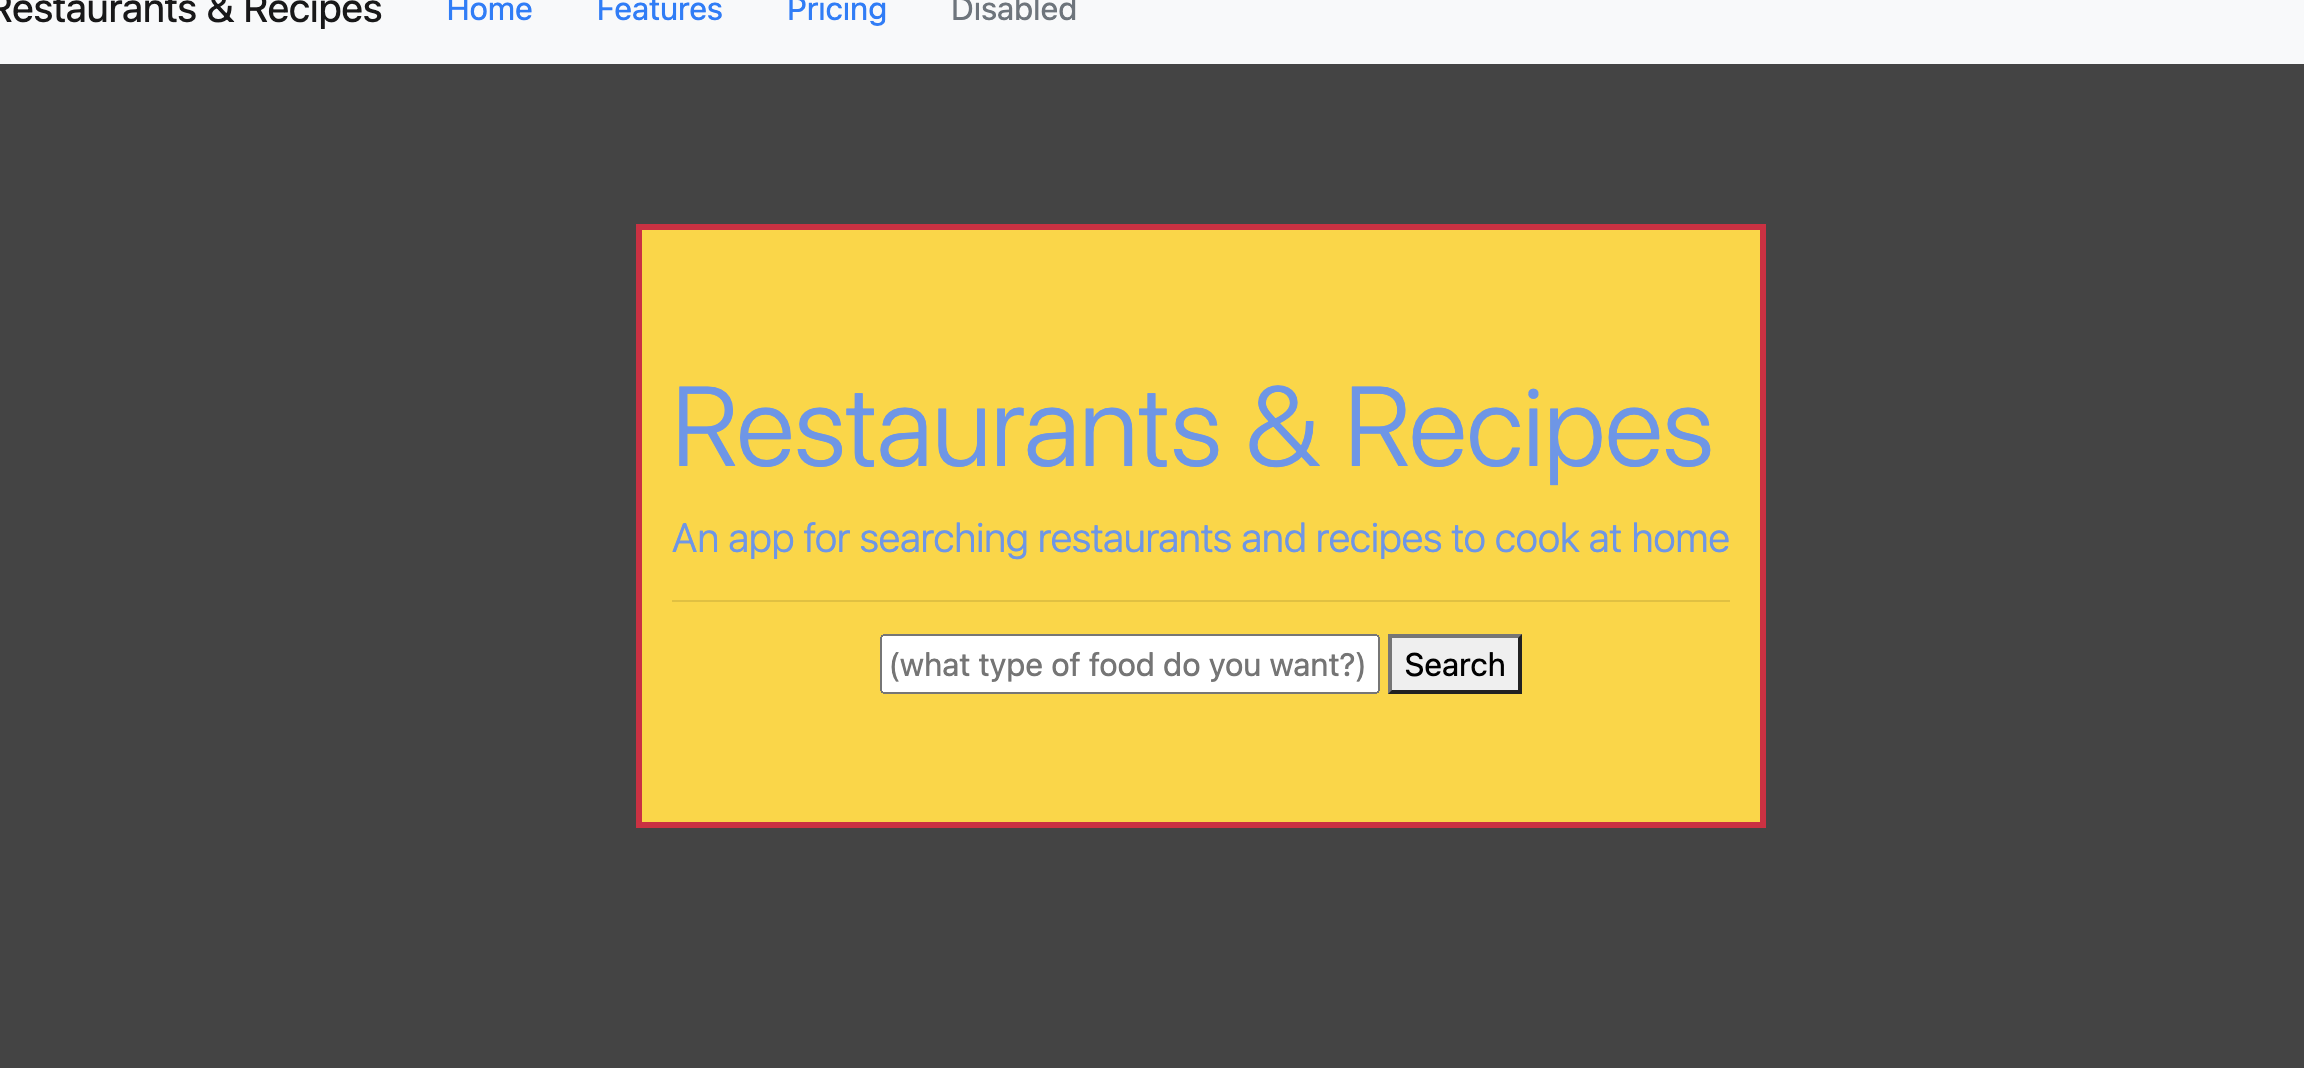 Restaurants & Recipes Home Features Pricing Disabled
Restaurants & Recipes
An app for searching restaurants and recipes to cook at home
(what type of food do you want?) Search